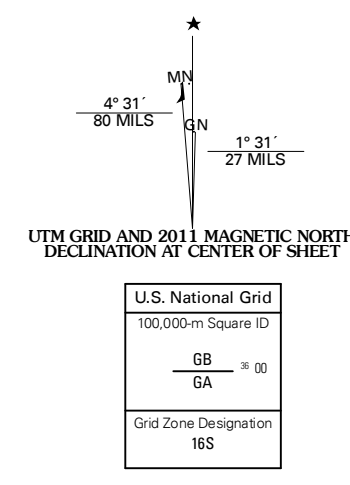 MN
4° 31´
80 MILS
GN
1° 31´
27 MILS
UTM GRID AND 2011 MAGNETIC NORTH
DECLINATION AT CENTER OF SHEET
U.S. National Grid
100,000-m Square ID
GB
36 00
GA
Grid Zone Designation
16S